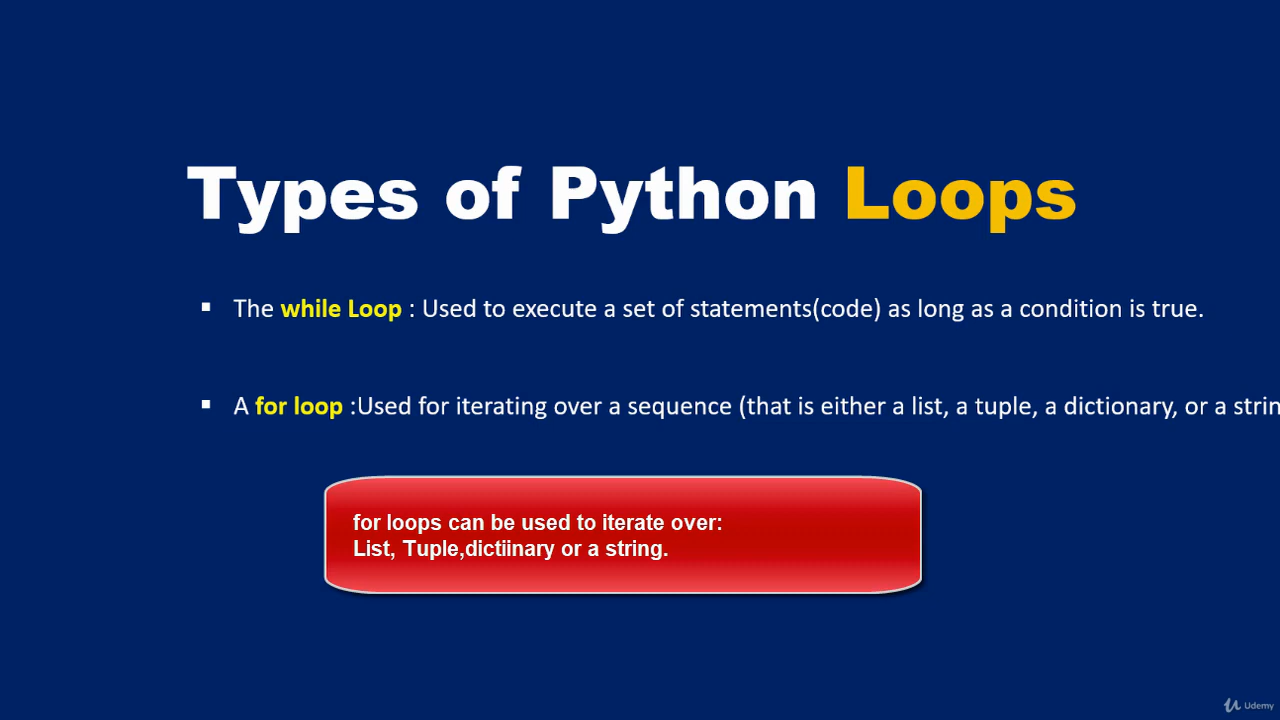 Types of Python Loops
▪ The while Loop : Used to execute a set of statements(code) as long as a condition is true.
▪ A for loop :Used for iterating over a sequence (that is either a list, a tuple, a dictionary, or a strin
for loops can be used to iterate over:
List, Tuple,dictiinary or a string.
Udemy